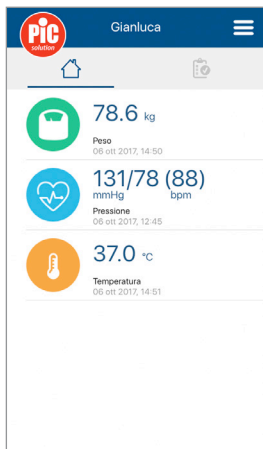 PiC
solution
Gianluca
78.6 kg
Peso
06 ott 2017, 14:50
131/78 (88)
mmHg bpm
Pressione
06 ott 2017, 12:45
37.0 °C
Temperatura
06 ott 2017, 14:51